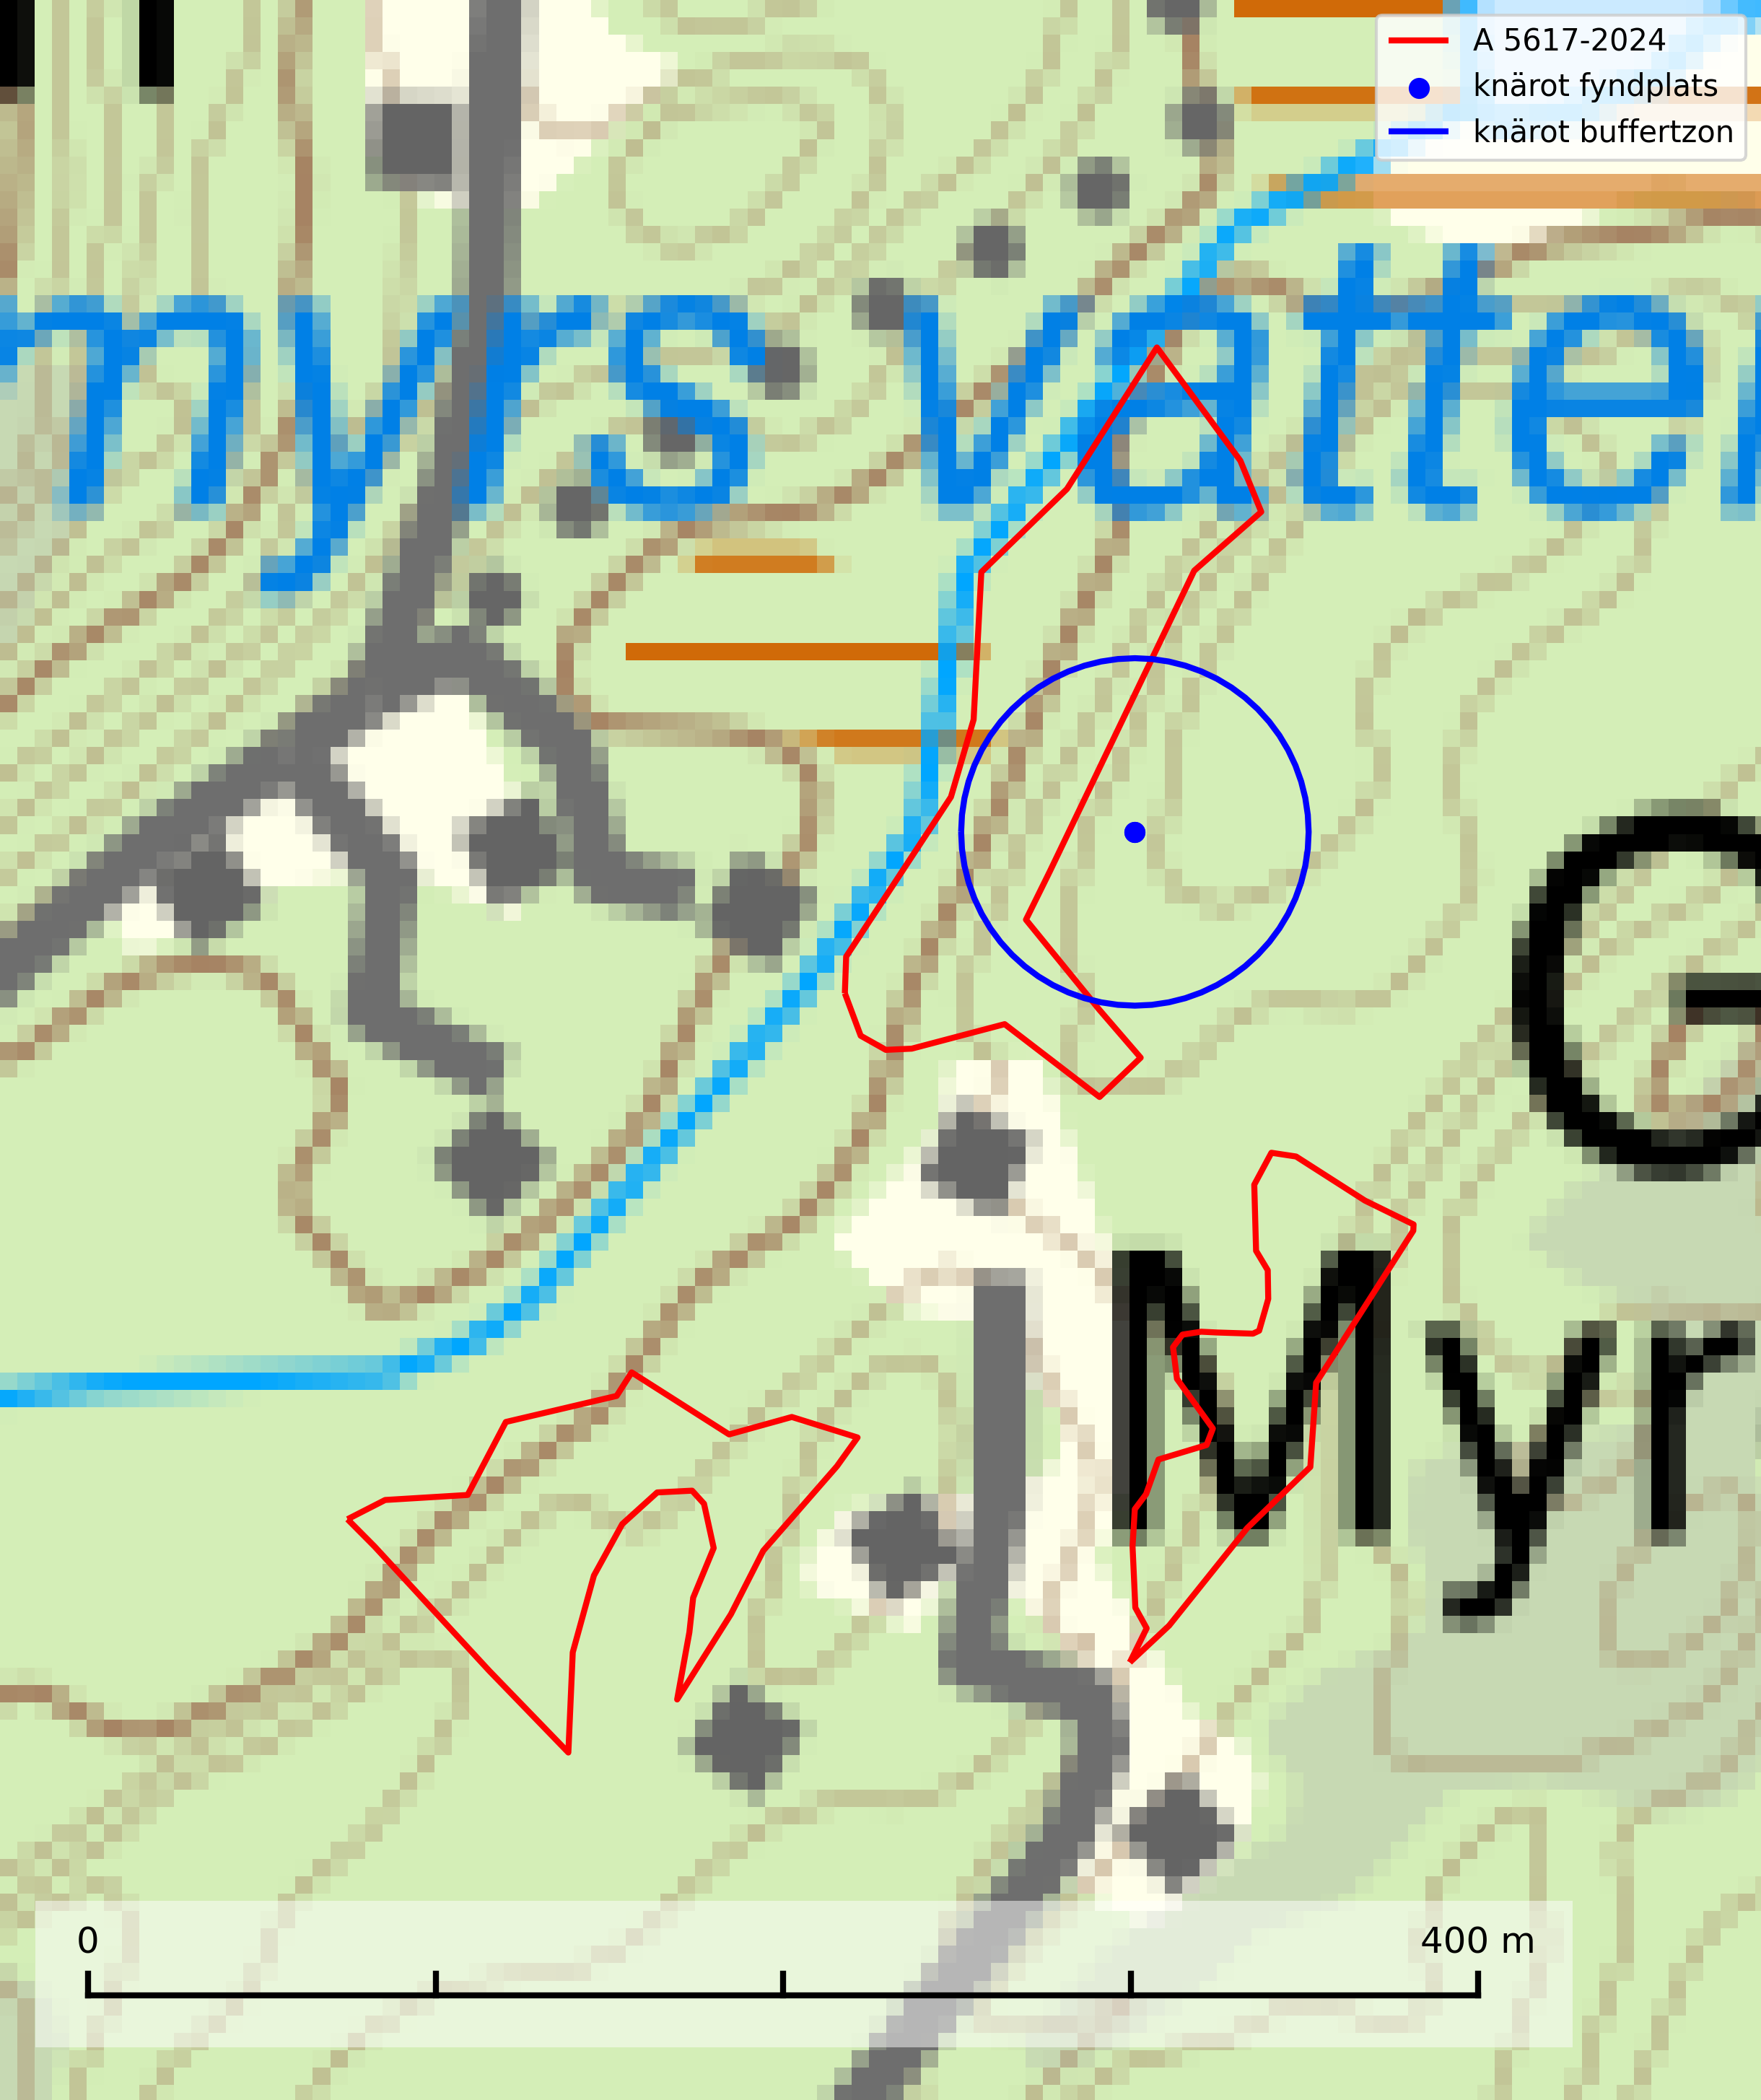 A 5617-2024
knärot fyndplats
knärot buffertzon
myrs vatten
G
Myr
0
400 m